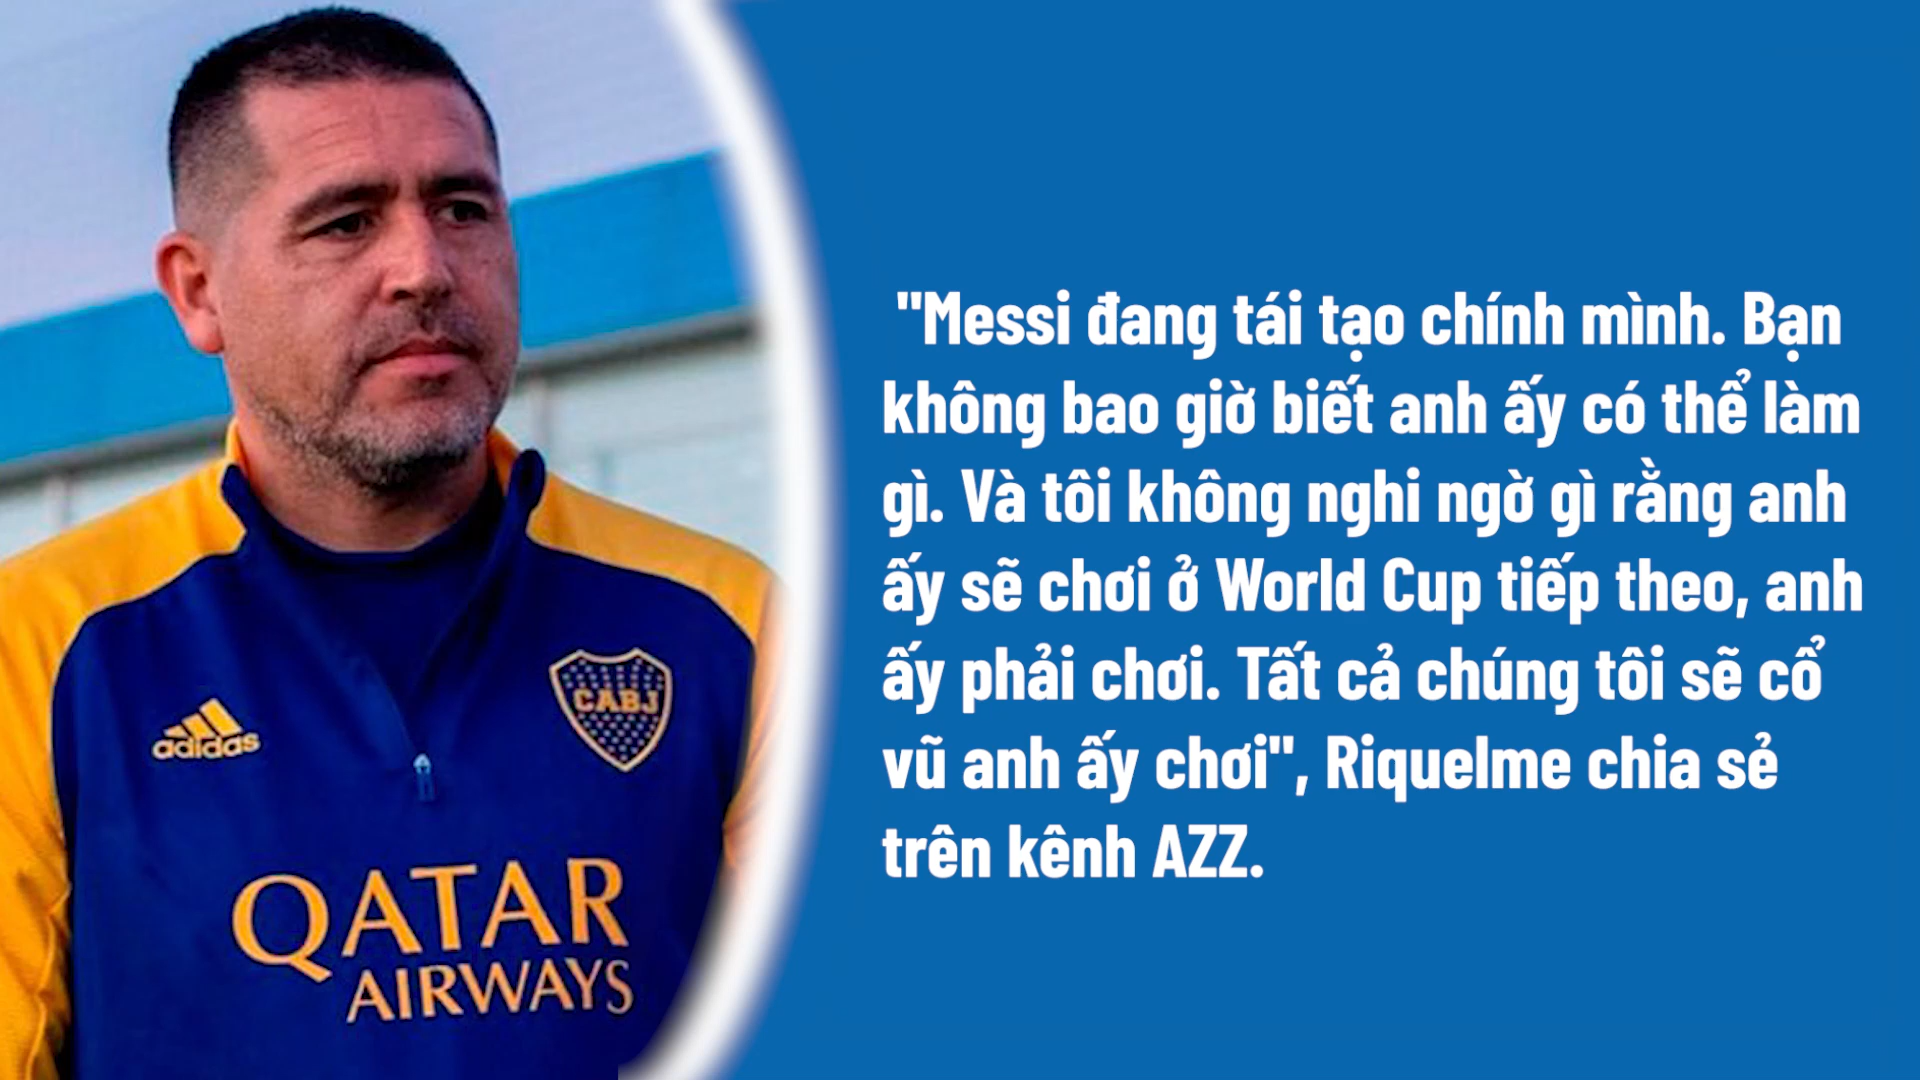 adidas
CABJ
QATAR
AIRWAYS
"Messi đang tái tạo chính mình. Bạn
không bao giờ biết anh ấy có thể làm
gì. Và tôi không nghi ngờ gì rằng anh
ấy sẽ chơi ở World Cup tiếp theo, anh
ấy phải chơi. Tất cả chúng tôi sẽ cổ
vũ anh ấy chơi", Riquelme chia sẻ
trên kênh AZZ.